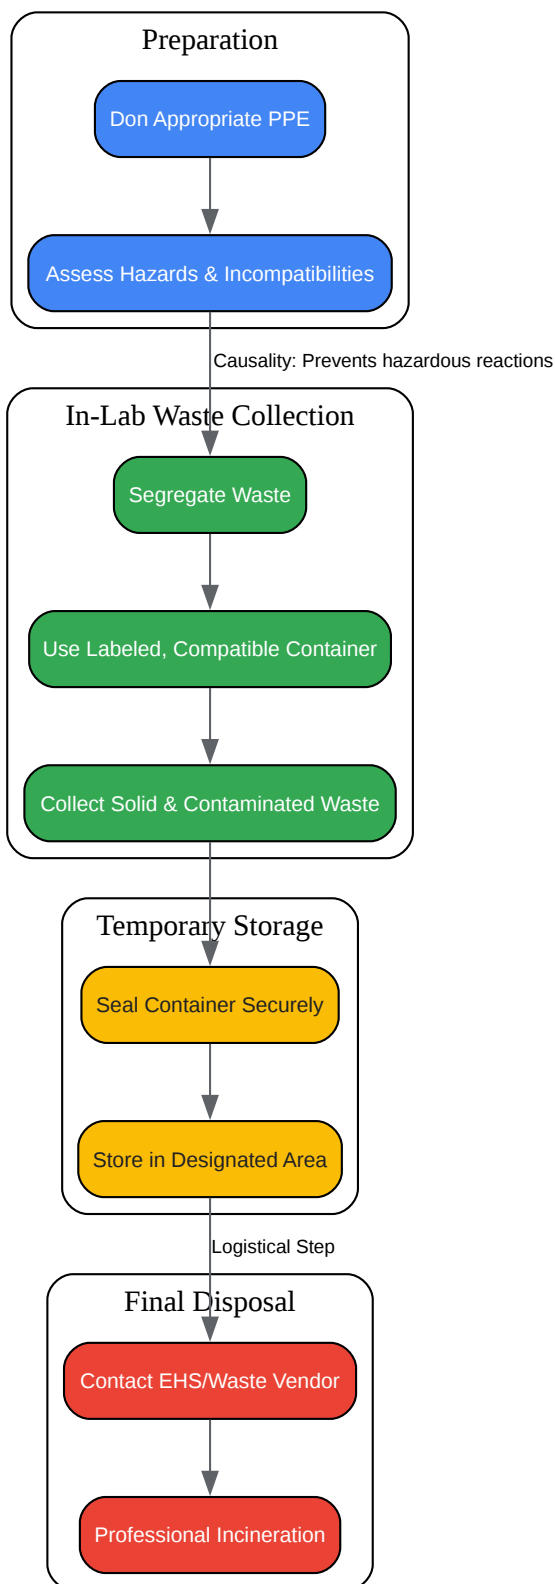 Preparation
Don Appropriate PPE
Assess Hazards & Incompatibilities
Causality: Prevents hazardous reactions
In-Lab Waste Collection
Segregate Waste
Use Labeled, Compatible Container
Collect Solid & Contaminated Waste
Temporary Storage
Seal Container Securely
Store in Designated Area
Logistical Step
Final Disposal
Contact EHS/Waste Vendor
Professional Incineration